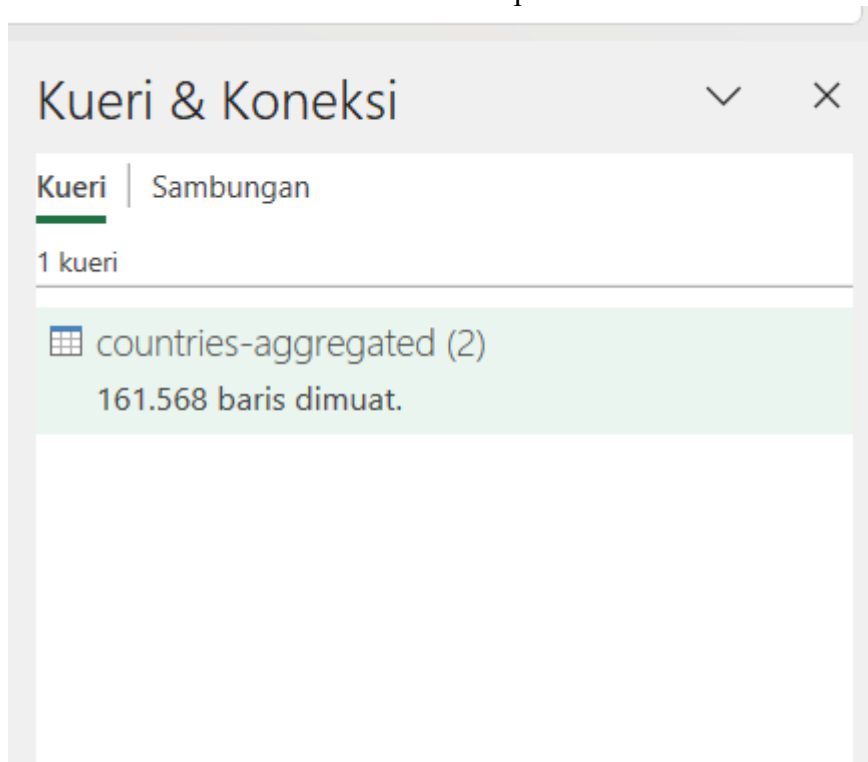 Kueri & Koneksi
Kueri | Sambungan
1 kueri
countries-aggregated (2)
161.568 baris dimuat.